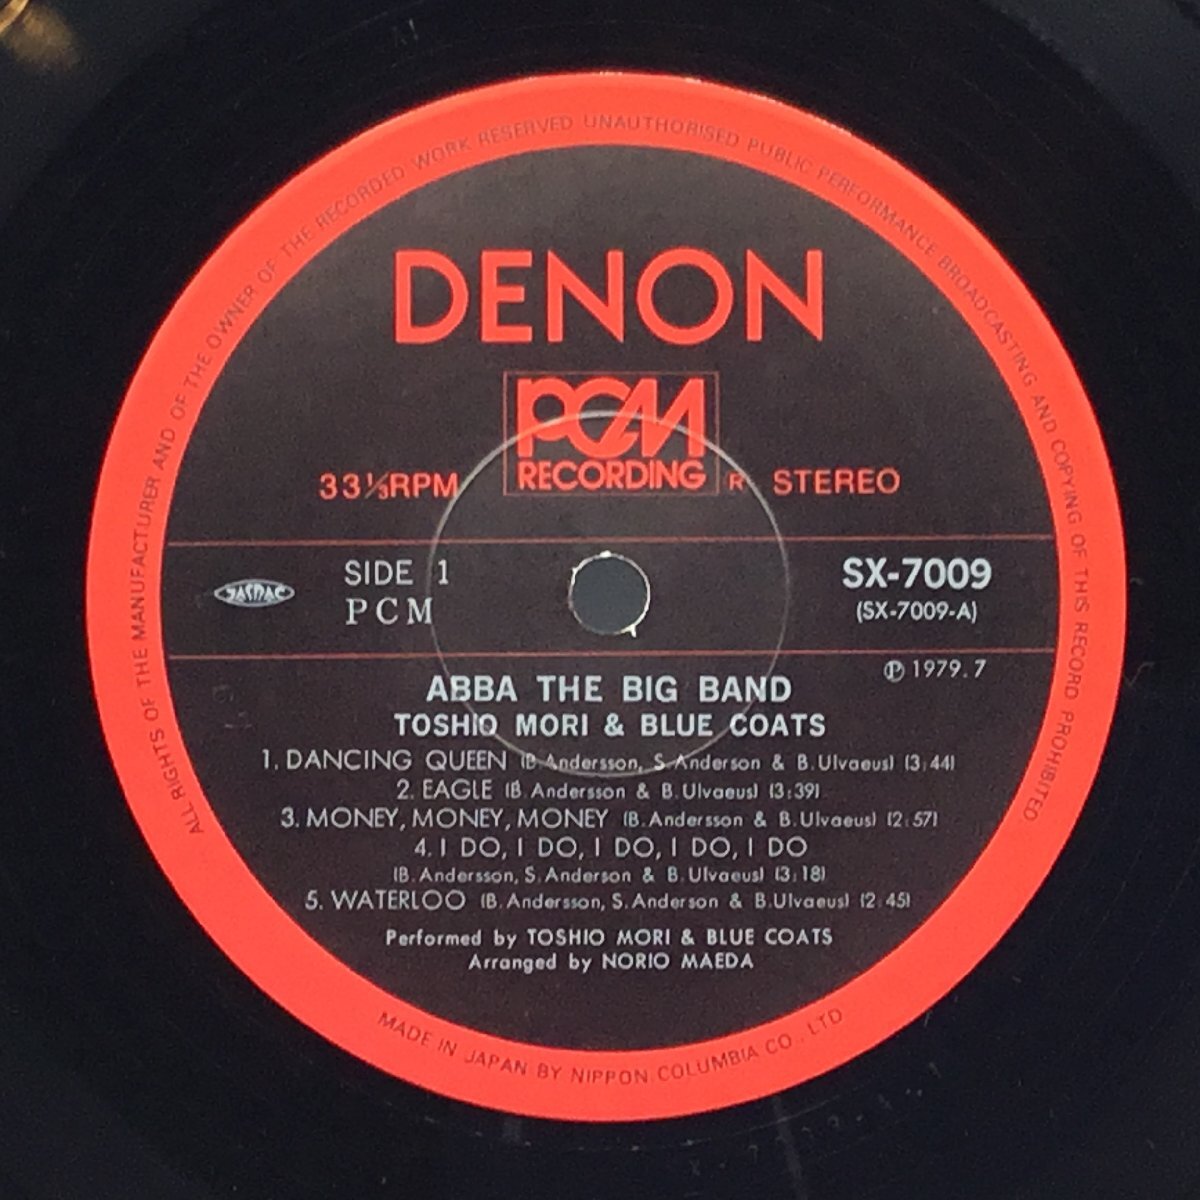 ALL RIGHTS OF THE MANUFACTURER AND OF THE OWNER OF THE RECORDED WORK RESERVED UNAUTHORISED PUBLIC PERFORMANCE BROADCASTING AND COPYING OF THIS RECORD PROHIBITED
DENON
PCM
RECORDING
33⅓RPM
R STEREO
SIDE 1
PCM
JASRAC
SX-7009
(SX-7009-A)
Ⓟ 1979.7
ABBA THE BIG BAND
TOSHIO MORI & BLUE COATS
1. DANCING QUEEN (B. Andersson, S. Anderson & B. Ulvaeus) (3:44)
2. EAGLE (B. Andersson & B. Ulvaeus) (3:39)
3. MONEY, MONEY, MONEY (B. Andersson & B. Ulvaeus) (2:57)
4. I DO, I DO, I DO, I DO, I DO
(B. Andersson, S. Anderson & B. Ulvaeus) (3:18)
5. WATERLOO (B. Andersson, S. Anderson & B. Ulvaeus) (2:45)
Performed by TOSHIO MORI & BLUE COATS
Arranged by NORIO MAEDA
MADE IN JAPAN BY NIPPON COLUMBIA CO., LTD